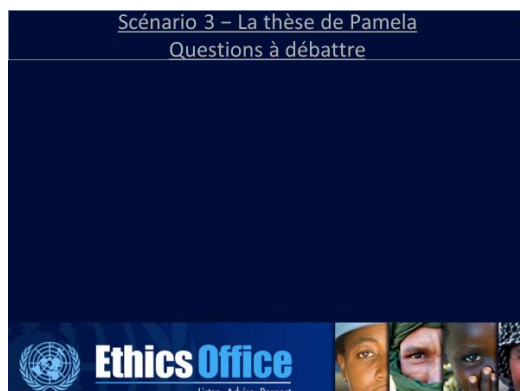 Scénario 3 – La thèse de Pamela
Questions à débattre
Ethics Office